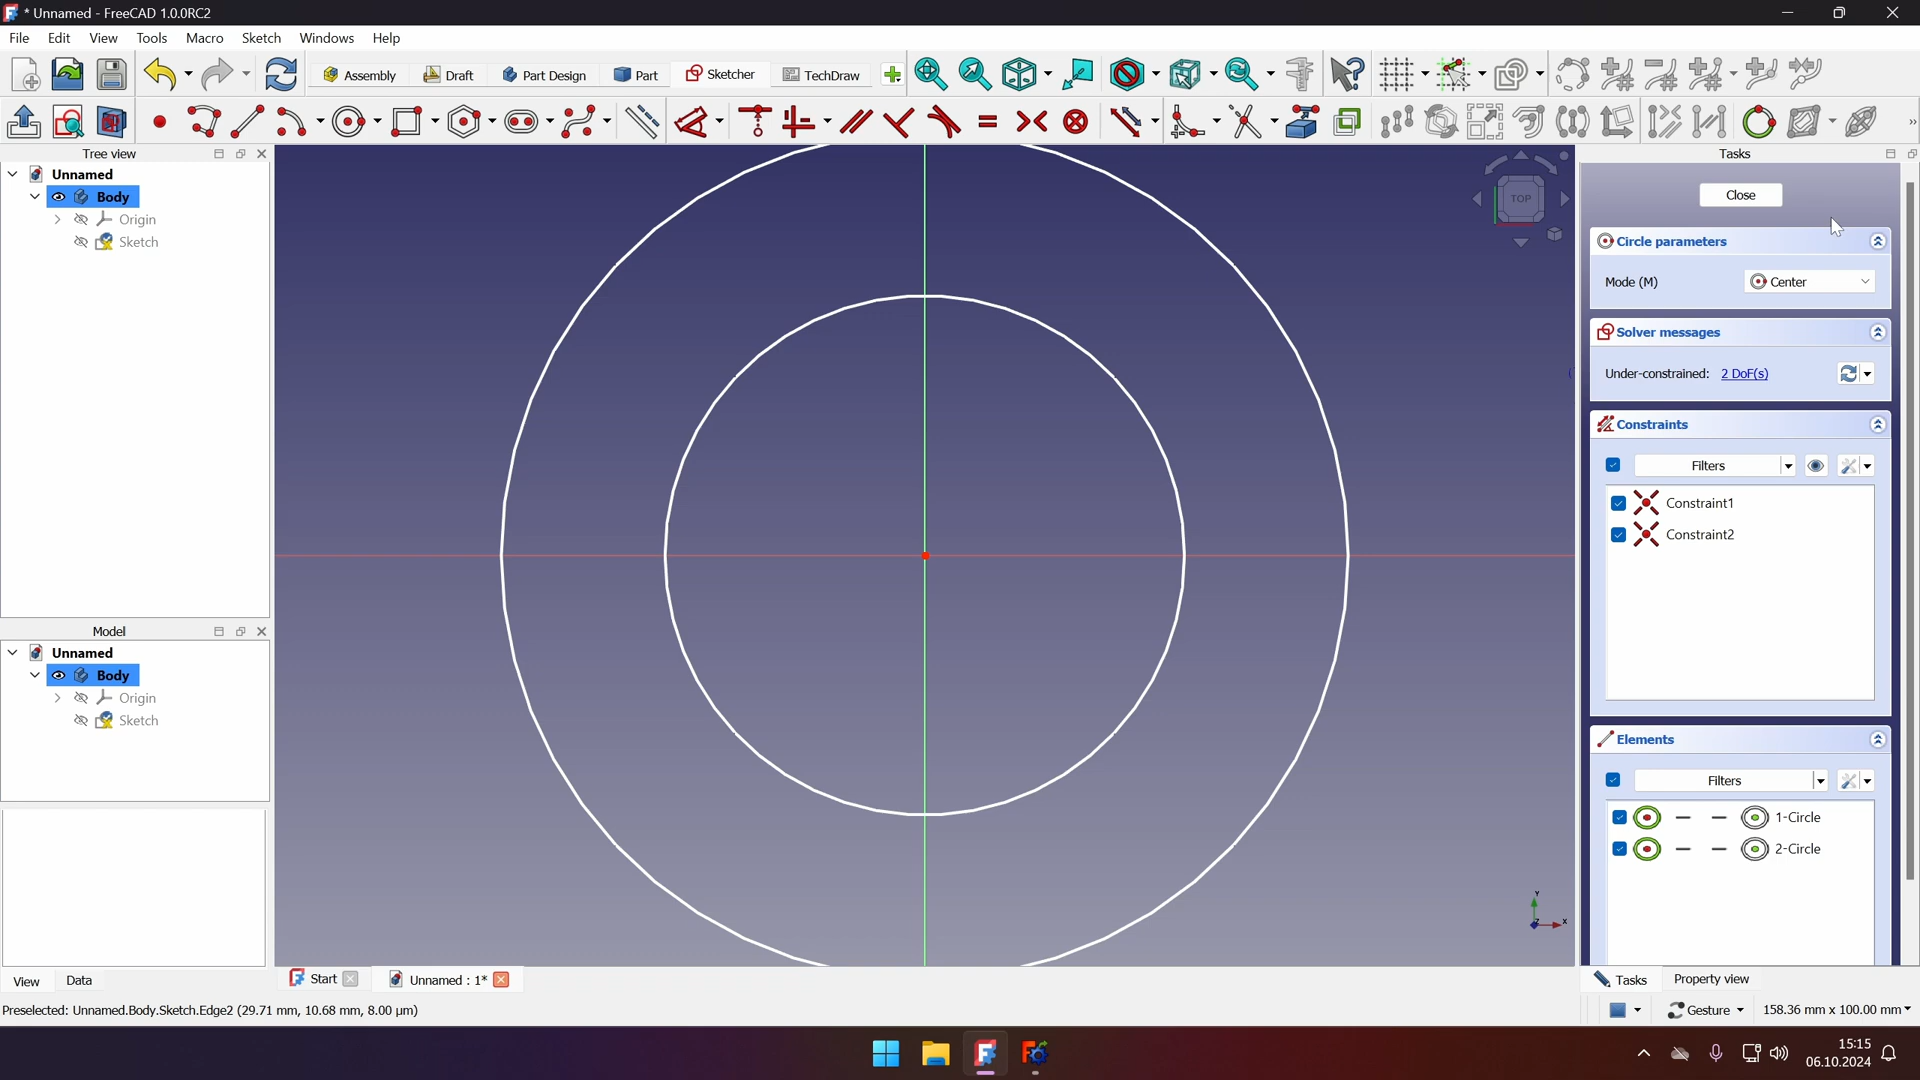 * Unnamed - FreeCAD 1.0.0RC2
File Edit View Tools Macro Sketch Windows Help
Assembly Draft Part Design Part Sketcher TechDraw
Tree view
Unnamed
Body
Origin
Sketch
Model
Unnamed
Body
Origin
Sketch
View Data
TOP
Y
Z X
Start Unnamed : 1*
Tasks
Close
Circle parameters
Mode (M) Center
Solver messages
Under-constrained: 2 DoF(s)
Constraints
Filters
Constraint1
Constraint2
Elements
Filters
1-Circle
2-Circle
Tasks Property view
Preselected: Unnamed.Body.Sketch.Edge2 (29.71 mm, 10.68 mm, 8.00 µm)
Gesture 158.36 mm x 100.00 mm
15:15
06.10.2024